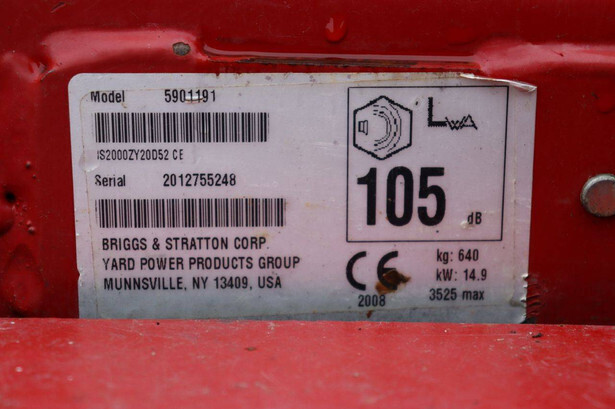 Model 5901191
IS2000ZY20D52 CE
Serial 2012755248
BRIGGS & STRATTON CORP.
YARD POWER PRODUCTS GROUP
MUNNSVILLE, NY 13409, USA
LWA
105 dB
CE
2008
kg: 640
kW: 14.9
3525 max